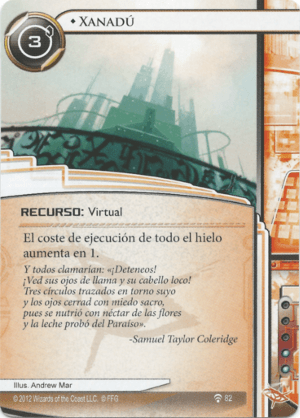 3
⬥ XANADÚ
RECURSO: Virtual
El coste de ejecución de todo el hielo
aumenta en 1.
Y todos clamarían: «¡Deteneos!
¡Ved sus ojos de llama y su cabello loco!
Tres círculos trazados en torno suyo
y los ojos cerrad con miedo sacro,
pues se nutrió con néctar de las flores
y la leche probó del Paraíso».
-Samuel Taylor Coleridge
Illus. Andrew Mar
© 2012 Wizards of the Coast LLC. © FFG
82